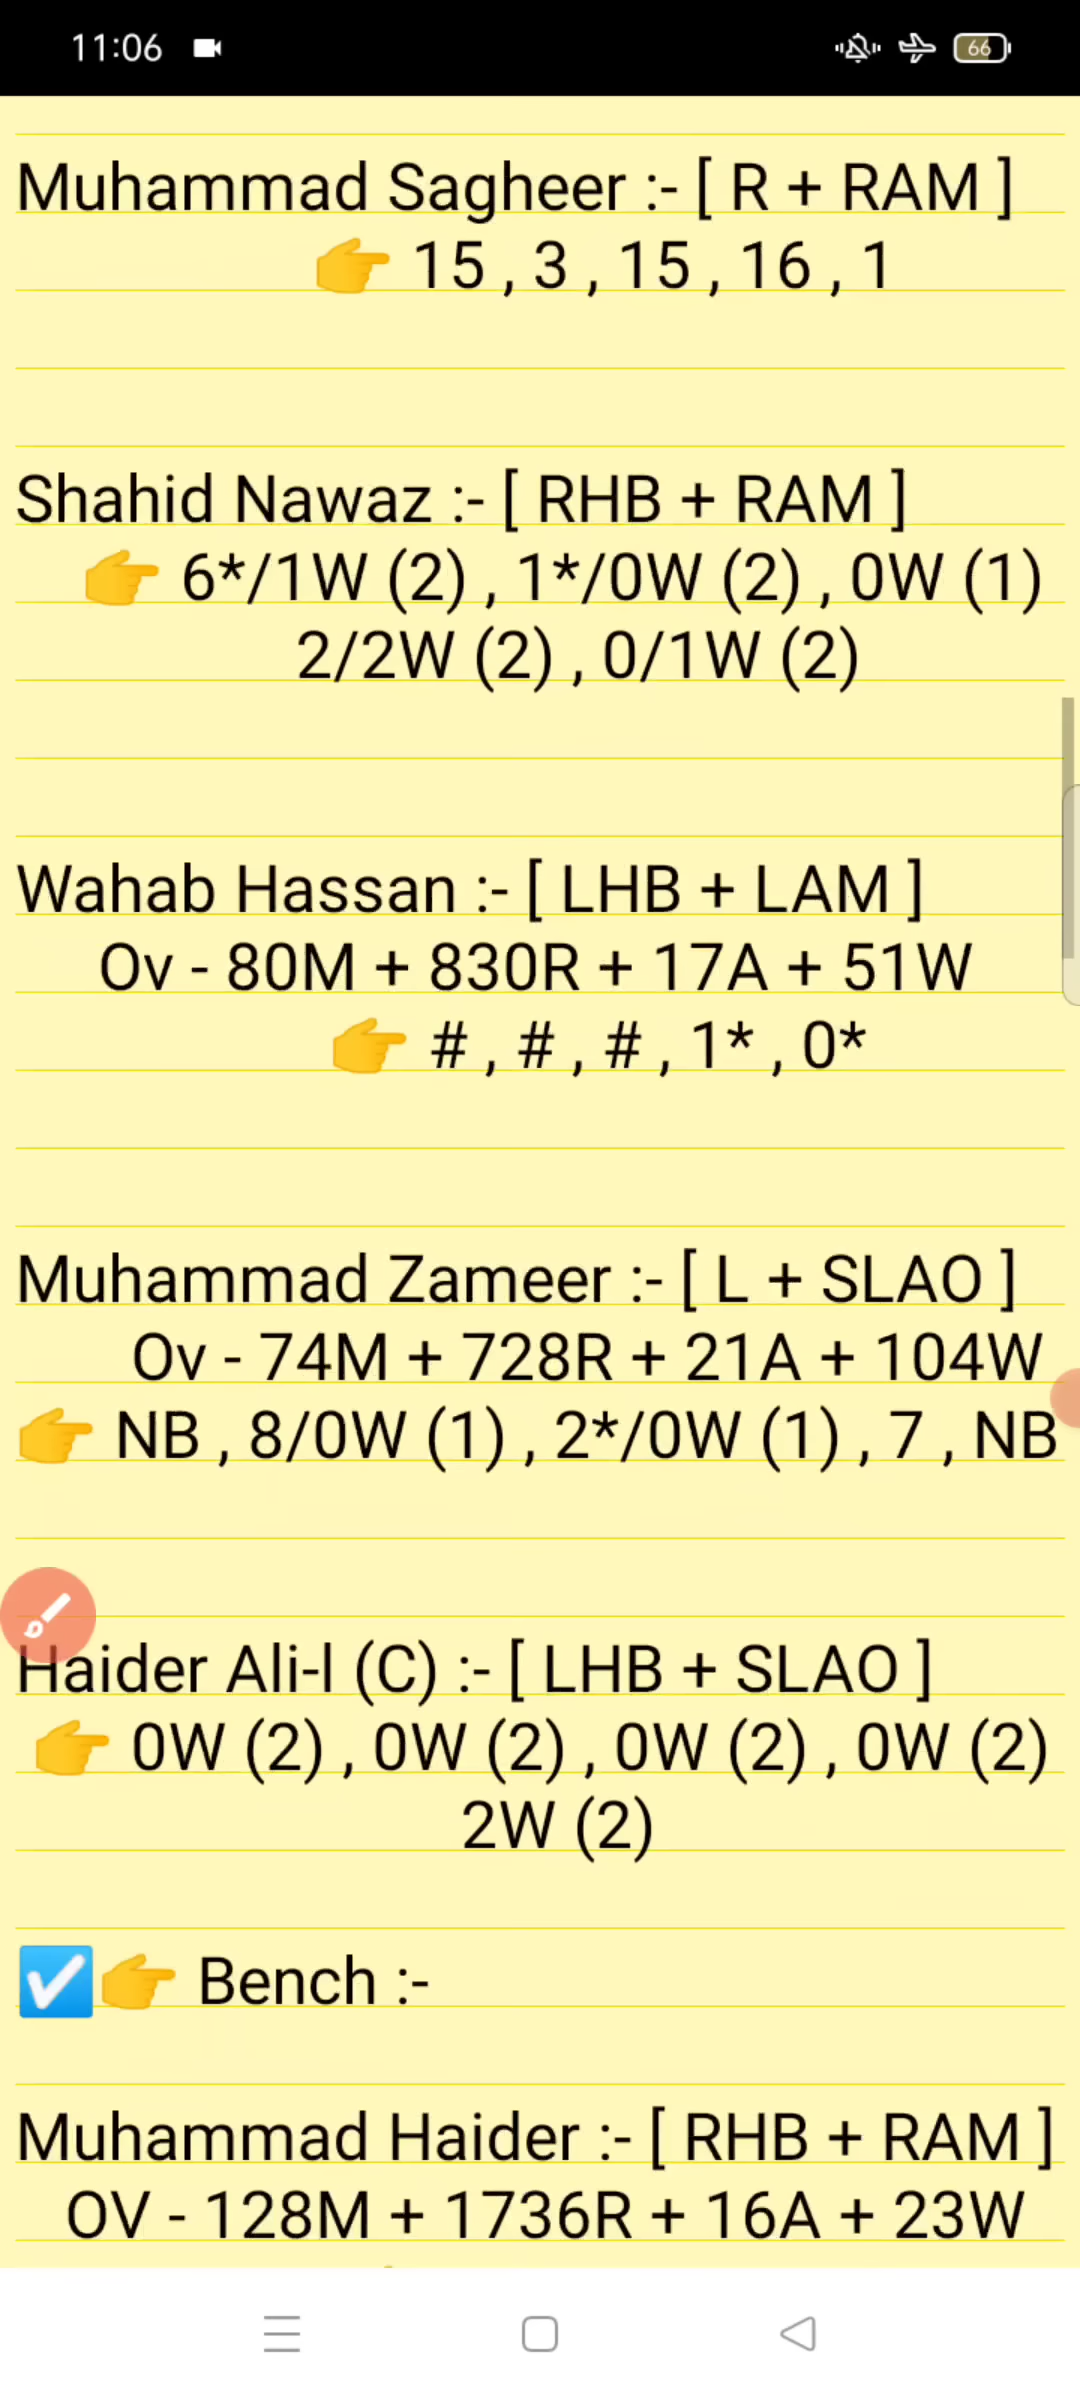 11:06
66
Muhammad Sagheer :- [ R + RAM ]
👉 15 , 3 , 15 , 16 , 1
Shahid Nawaz :- [ RHB + RAM ]
👉 6*/1W (2) , 1*/0W (2) , 0W (1)
2/2W (2) , 0/1W (2)
Wahab Hassan :- [ LHB + LAM ]
Ov - 80M + 830R + 17A + 51W
👉 # , # , # , 1* , 0*
Muhammad Zameer :- [ L + SLAO ]
Ov - 74M + 728R + 21A + 104W
👉 NB , 8/0W (1) , 2*/0W (1) , 7 , NB
Haider Ali-I (C) :- [ LHB + SLAO ]
👉 0W (2) , 0W (2) , 0W (2) , 0W (2)
2W (2)
☑👉 Bench :-
Muhammad Haider :- [ RHB + RAM ]
OV - 128M + 1736R + 16A + 23W